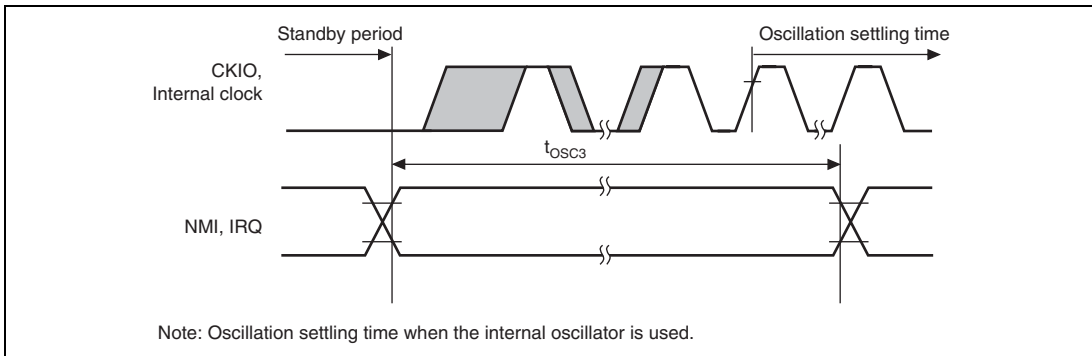 Standby period
Oscillation settling time
CKIO,
Internal clock
tOSC3
NMI, IRQ
Note: Oscillation settling time when the internal oscillator is used.